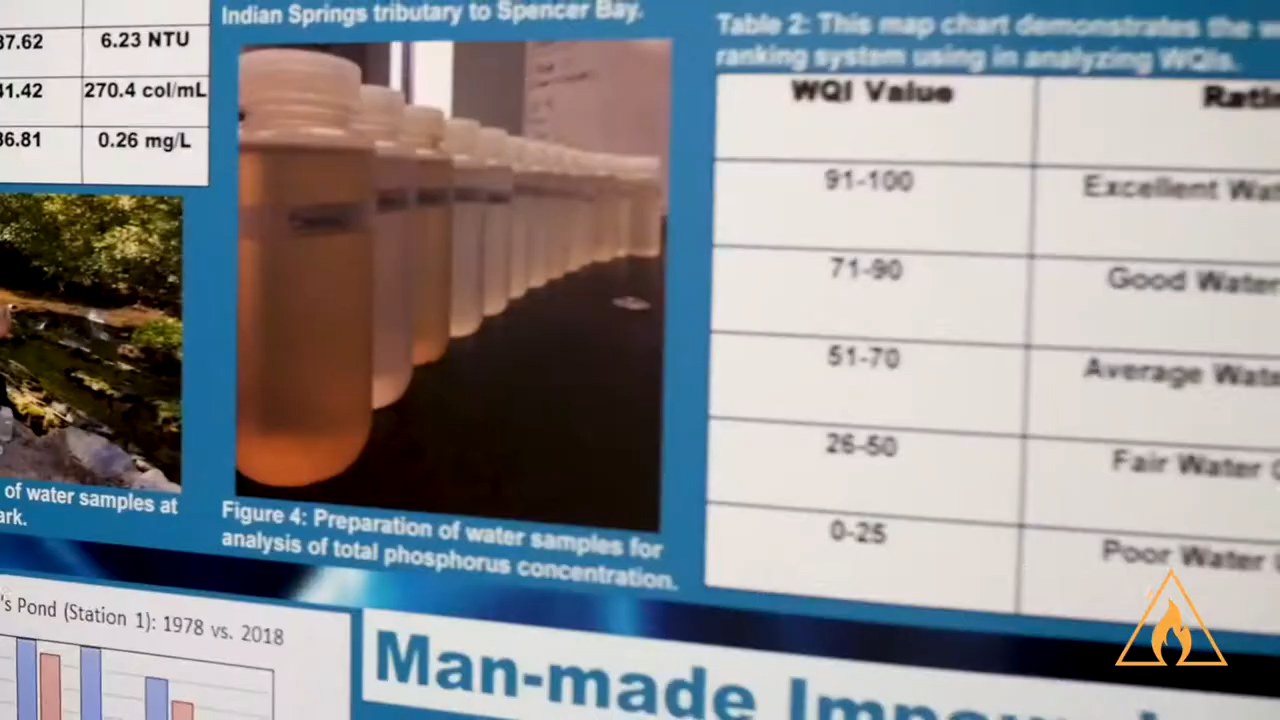 Indian Springs tributary to Spencer Bay.
37.62 6.23 NTU
41.42 270.4 col/mL
36.81 0.26 mg/L
of water samples at
ark.
Figure 4: Preparation of water samples for
analysis of total phosphorus concentration.
Table 2: This map chart demonstrates the
ranking system using in analyzing WQIs.
WQI Value
91-100 Excellent
71-90 Good Water
51-70 Average
26-50 Fair Water
0-25 Poor Water
's Pond (Station 1): 1978 vs. 2018
Man-made